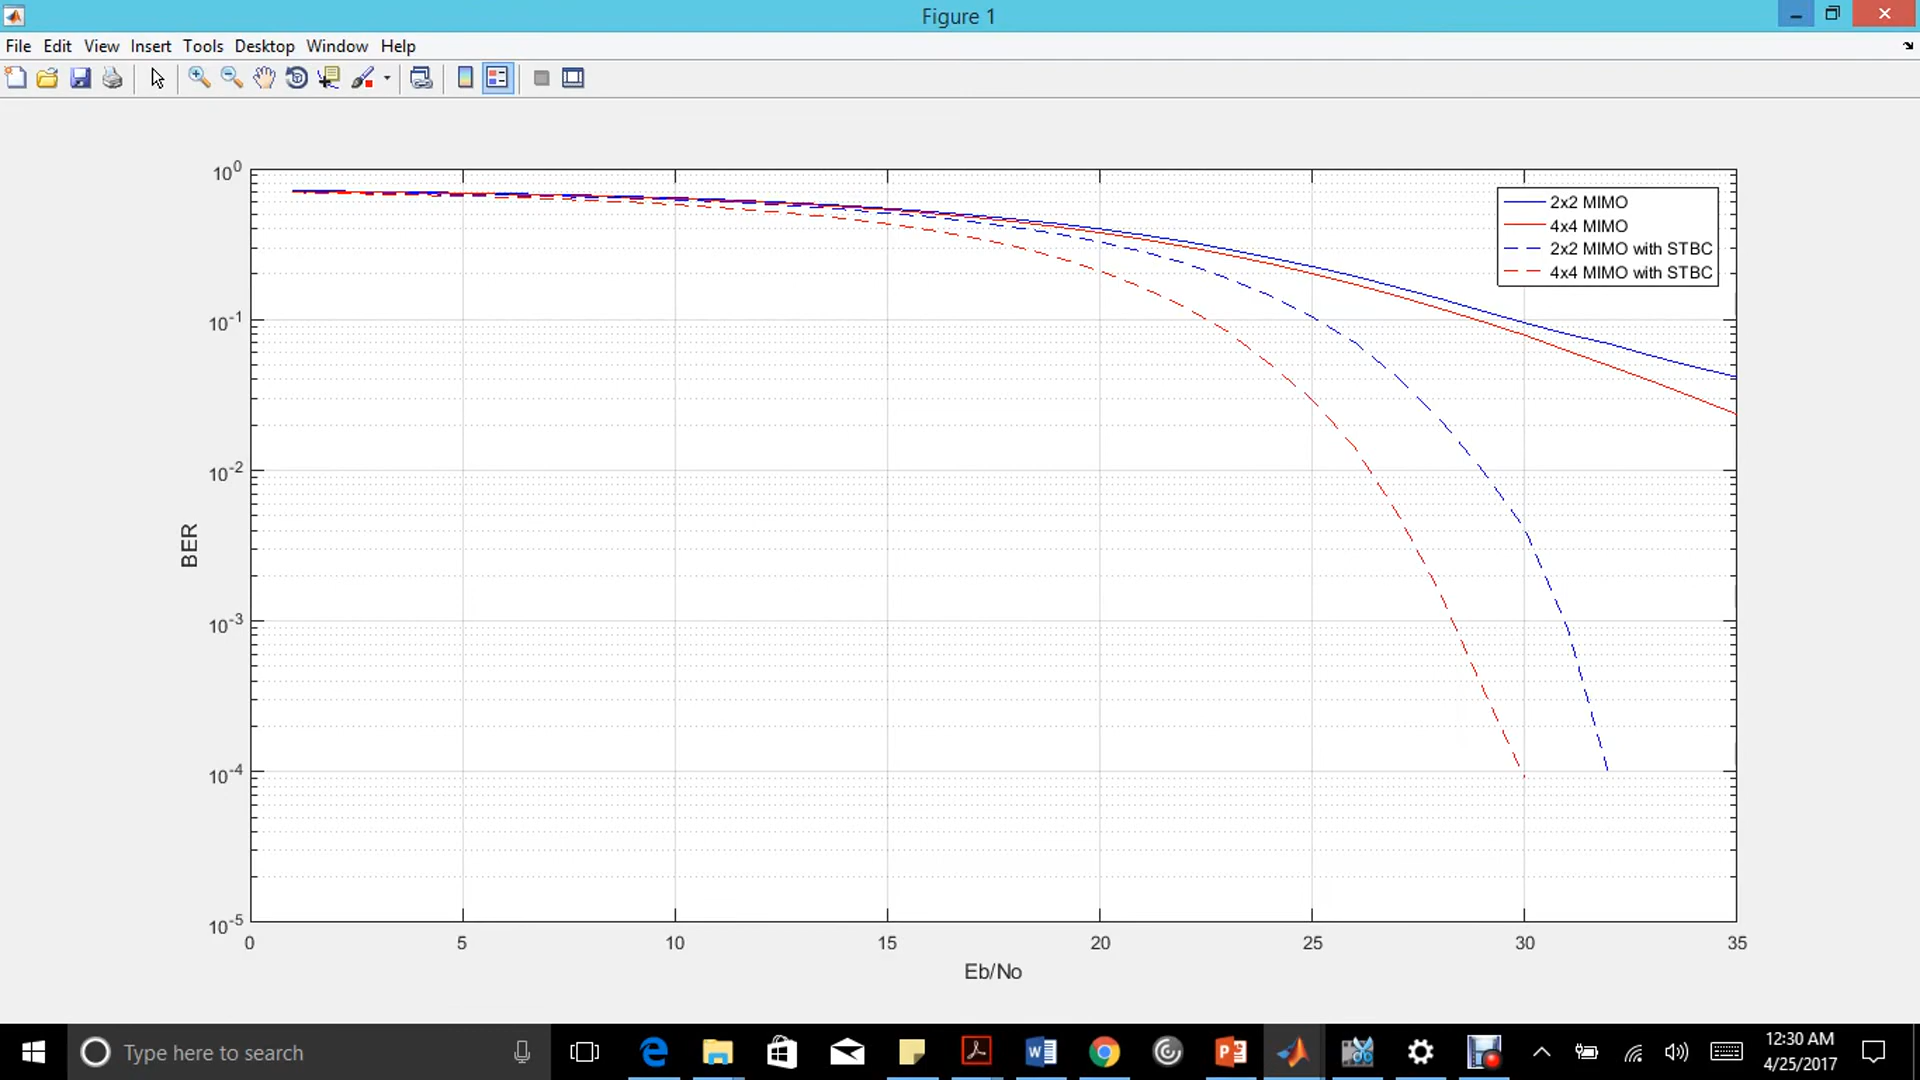 Figure 1
File Edit View Insert Tools Desktop Window Help
10^0
10^-1
10^-2
10^-3
10^-4
10^-5
BER
2x2 MIMO
4x4 MIMO
2x2 MIMO with STBC
4x4 MIMO with STBC
0 5 10 15 20 25 30 35
Eb/No
Type here to search
12:30 AM
4/25/2017